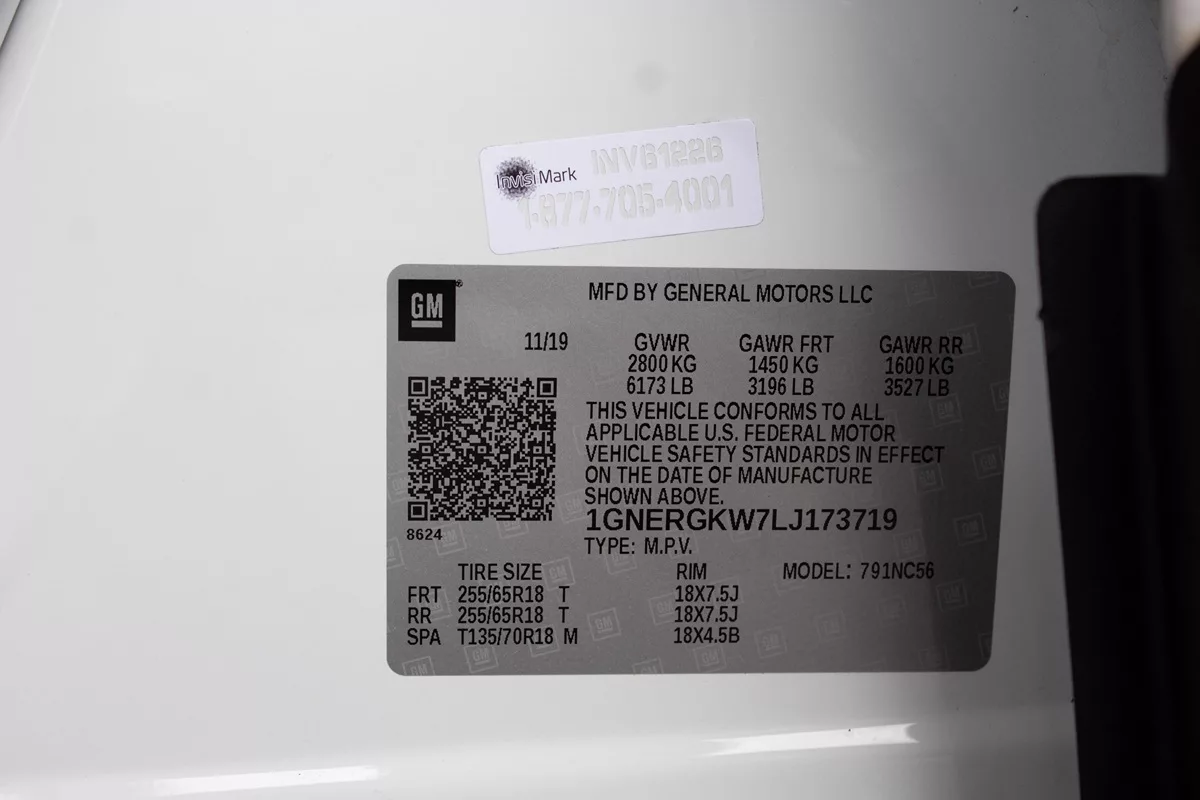 InvisiMark INV61226
1-877-705-4001
GM
MFD BY GENERAL MOTORS LLC
11/19 GVWR GAWR FRT GAWR RR
2800 KG 1450 KG 1600 KG
6173 LB 3196 LB 3527 LB
THIS VEHICLE CONFORMS TO ALL
APPLICABLE U.S. FEDERAL MOTOR
VEHICLE SAFETY STANDARDS IN EFFECT
ON THE DATE OF MANUFACTURE
SHOWN ABOVE.
1GNERGKW7LJ173719
8624
TYPE: M.P.V.
TIRE SIZE RIM MODEL: 791NC56
FRT 255/65R18 T 18X7.5J
RR 255/65R18 T 18X7.5J
SPA T135/70R18 M 18X4.5B